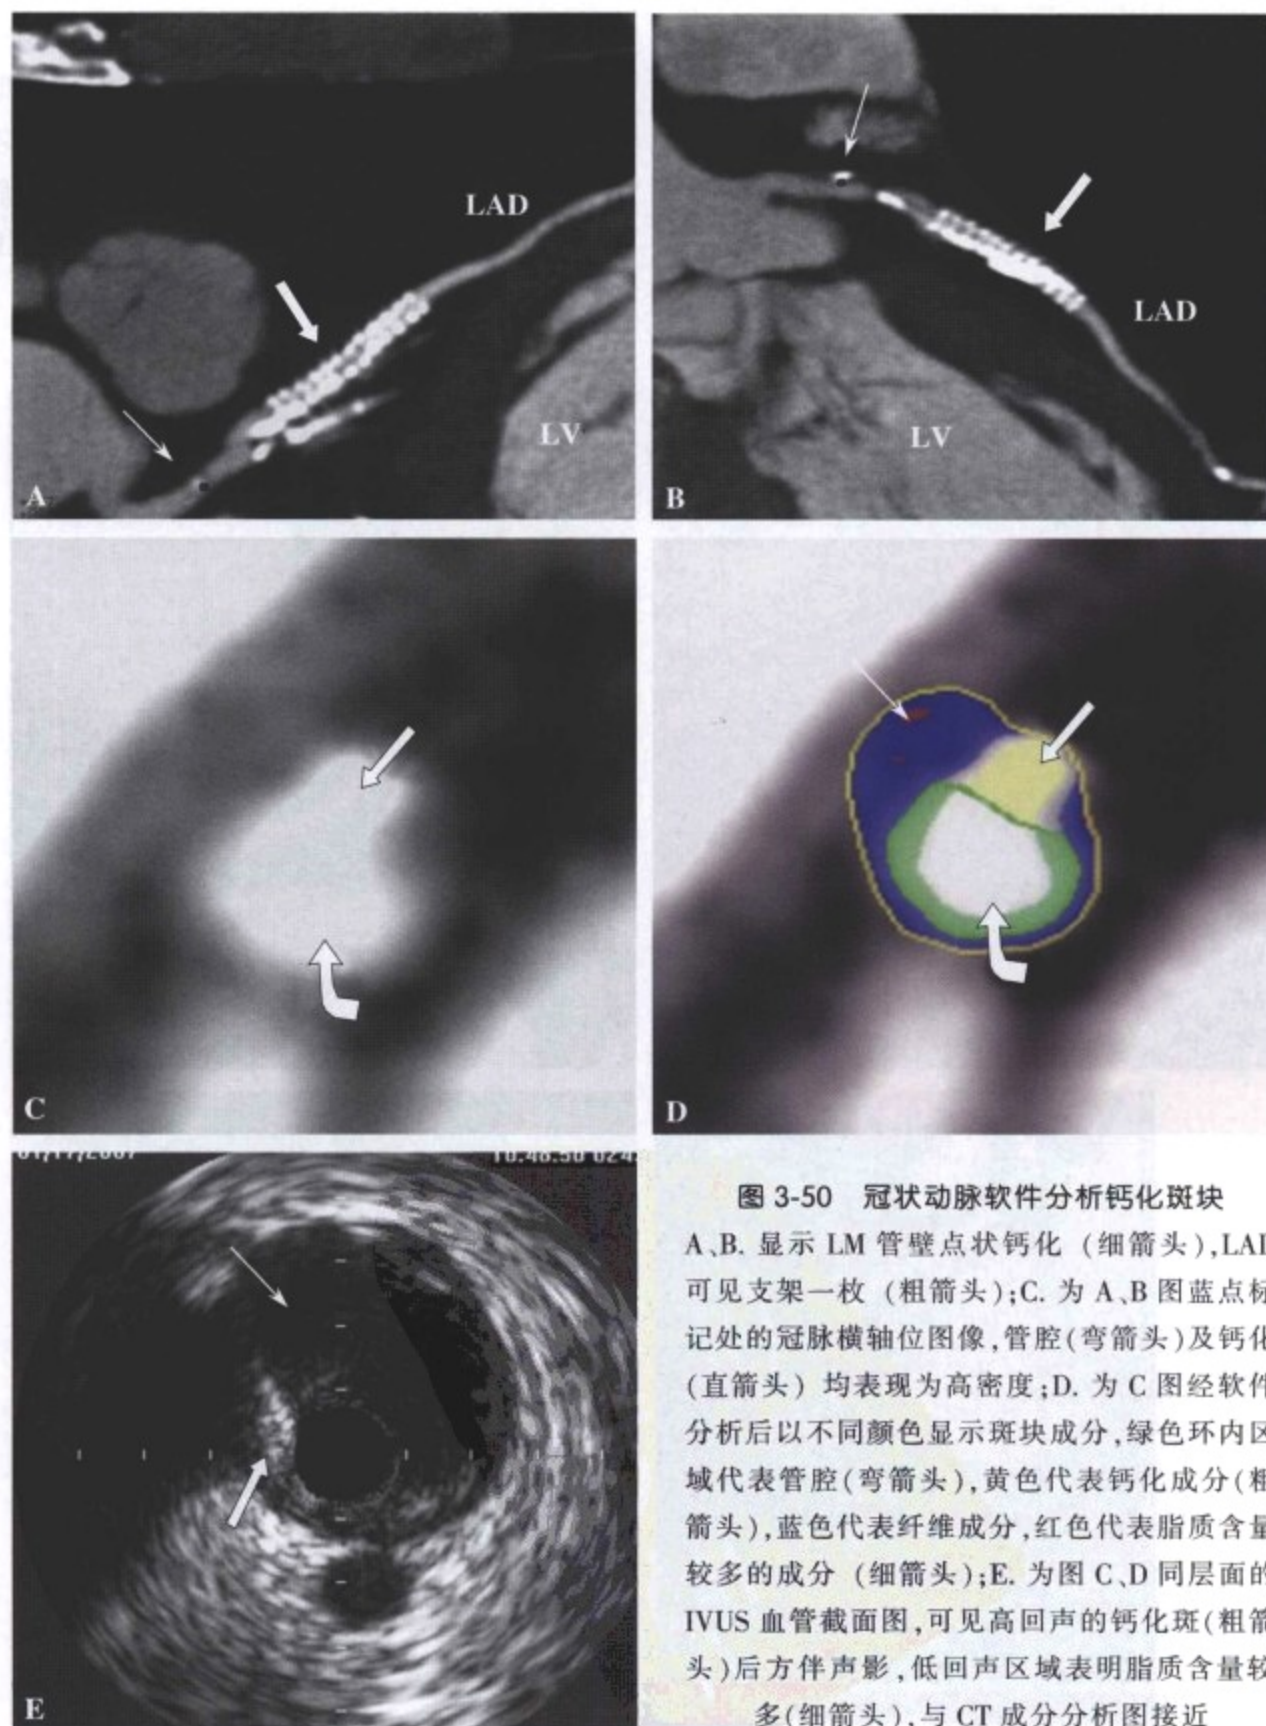 LAD
LV
A
LAD
LV
B
C
D
E
图 3-50 冠状动脉软件分析钙化斑块
A、B. 显示 LM 管壁点状钙化 (细箭头),LAD
可见支架一枚 (粗箭头);C. 为 A、B 图蓝点标
记处的冠脉横轴位图像,管腔(弯箭头)及钙化
(直箭头) 均表现为高密度;D. 为 C 图经软件
分析后以不同颜色显示斑块成分,绿色环内区
域代表管腔(弯箭头),黄色代表钙化成分(粗
箭头),蓝色代表纤维成分,红色代表脂质含量
较多的成分 (细箭头);E. 为图 C、D 同层面的
IVUS 血管截面图,可见高回声的钙化斑(粗箭
头)后方伴声影,低回声区域表明脂质含量较
多(细箭头),与 CT 成分分析图接近